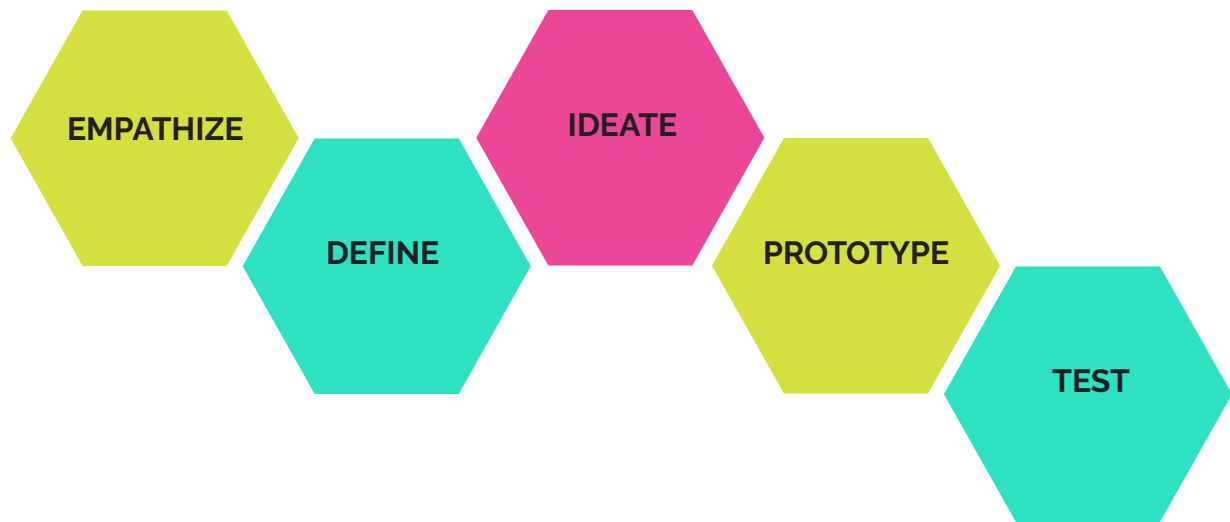 EMPATHIZE
DEFINE
IDEATE
PROTOTYPE
TEST